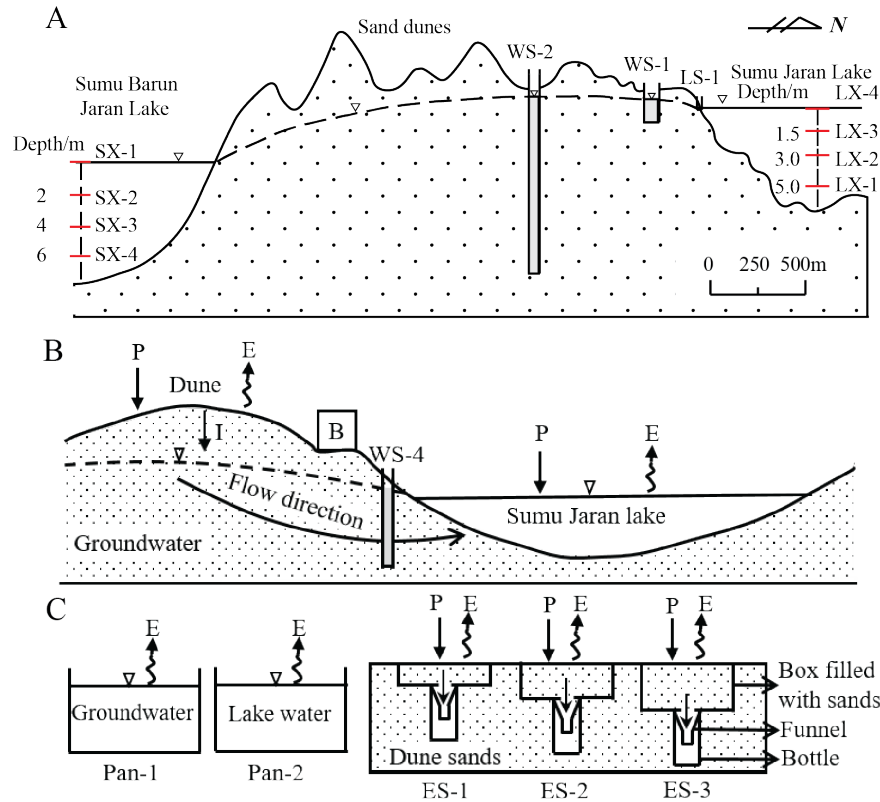 A
Sand dunes
N
WS-2
WS-1
LS-1
Sumu Jaran Lake
Depth/m
LX-4
Sumu Barun
Jaran Lake
Depth/m
SX-1
2
SX-2
4
SX-3
6
SX-4
1.5
LX-3
3.0
LX-2
5.0
LX-1
0
250
500m
B
P
E
Dune
I
B
WS-4
P
E
Flow direction
Sumu Jaran lake
Groundwater
C
E
E
P
E
P
E
P
E
Groundwater
Lake water
Box filled
with sands
Funnel
Bottle
Dune sands
Pan-1
Pan-2
ES-1
ES-2
ES-3